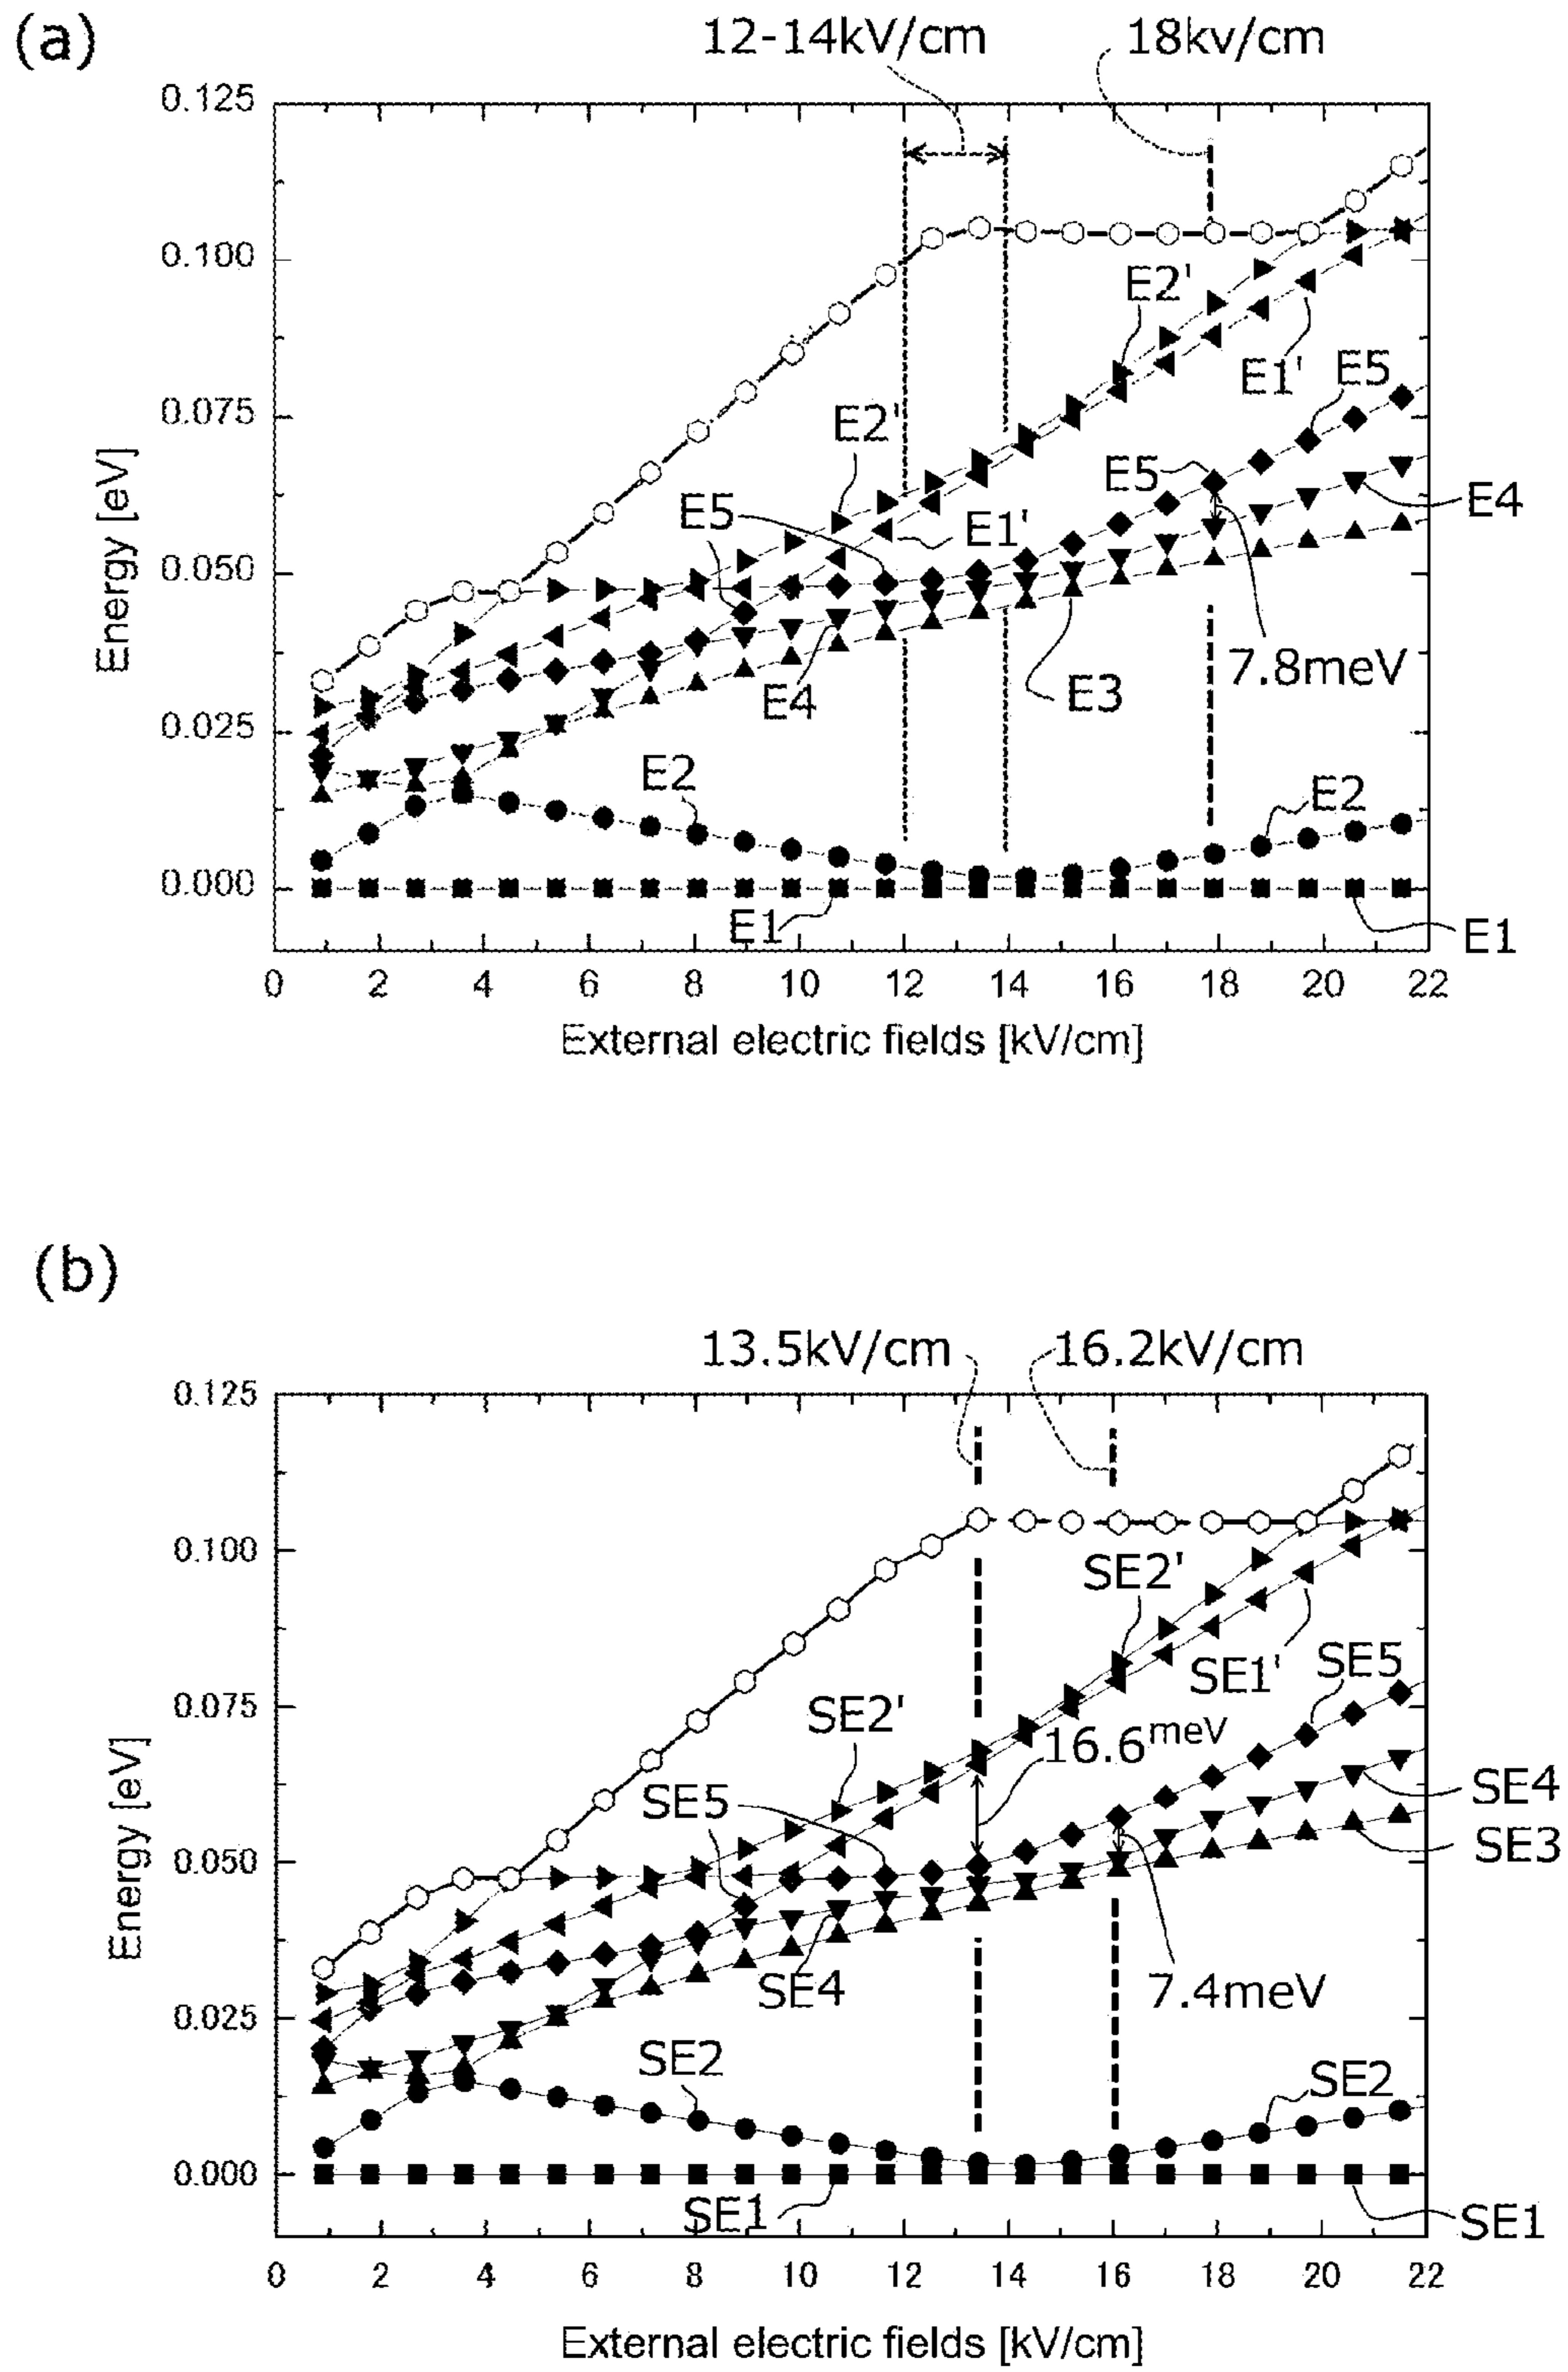 (a)
12-14kV/cm
18kv/cm
0.125
0.100
0.075
0.050
0.025
0.000
Energy [eV]
E2'
E1'
E5
E2'
E5
E5
E4
E1'
7.8meV
E4
E3
E2
E2
E1
E1
0
2
4
6
8
10
12
14
16
18
20
22
External electric fields [kV/cm]
(b)
13.5kV/cm
16.2kV/cm
0.125
0.100
0.075
0.050
0.025
0.000
Energy [eV]
SE2'
SE1'
SE5
SE2'
16.6meV
SE5
SE4
SE3
SE4
7.4meV
SE2
SE2
SE1
SE1
0
2
4
6
8
10
12
14
16
18
20
22
External electric fields [kV/cm]